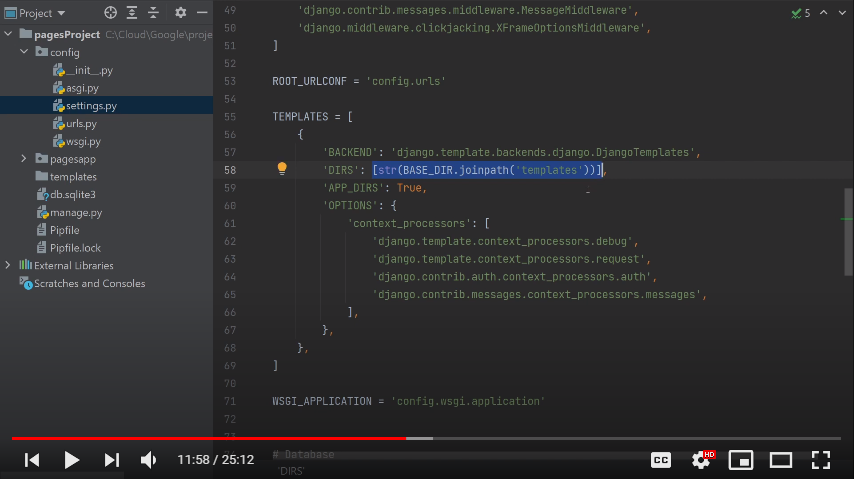 Project
pagesProject C:\Cloud\Google\proje
config
__init__.py
asgi.py
settings.py
urls.py
wsgi.py
pagesapp
templates
db.sqlite3
manage.py
Pipfile
Pipfile.lock
External Libraries
Scratches and Consoles
5
49 'django.contrib.messages.middleware.MessageMiddleware',
50 'django.middleware.clickjacking.XFrameOptionsMiddleware',
51 ]
52
53 ROOT_URLCONF = 'config.urls'
54
55 TEMPLATES = [
56 {
57 'BACKEND': 'django.template.backends.django.DjangoTemplates',
58 'DIRS': [str(BASE_DIR.joinpath('templates'))],
59 'APP_DIRS': True,
60 'OPTIONS': {
61 'context_processors': [
62 'django.template.context_processors.debug',
63 'django.template.context_processors.request',
64 'django.contrib.auth.context_processors.auth',
65 'django.contrib.messages.context_processors.messages',
66 ],
67 },
68 },
69 ]
70
71 WSGI_APPLICATION = 'config.wsgi.application'
72
73
74 # Database
'DIRS'
11:58 / 25:12
CC
HD